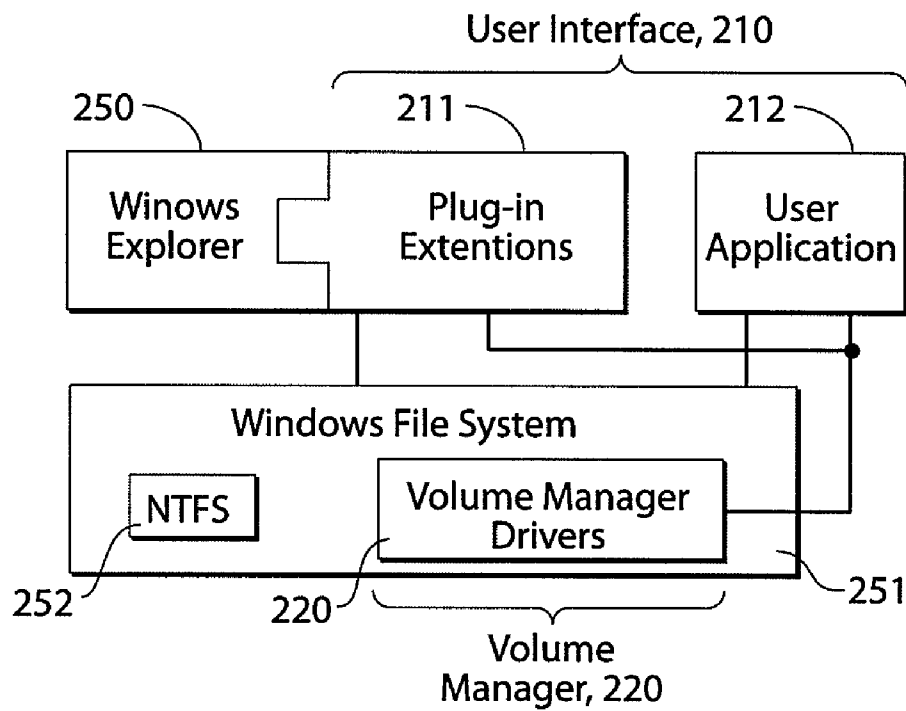 User Interface, 210
250
211
212
Winows
Explorer
Plug-in
Extentions
User
Application
Windows File System
NTFS
Volume Manager
Drivers
252
220
251
Volume
Manager, 220